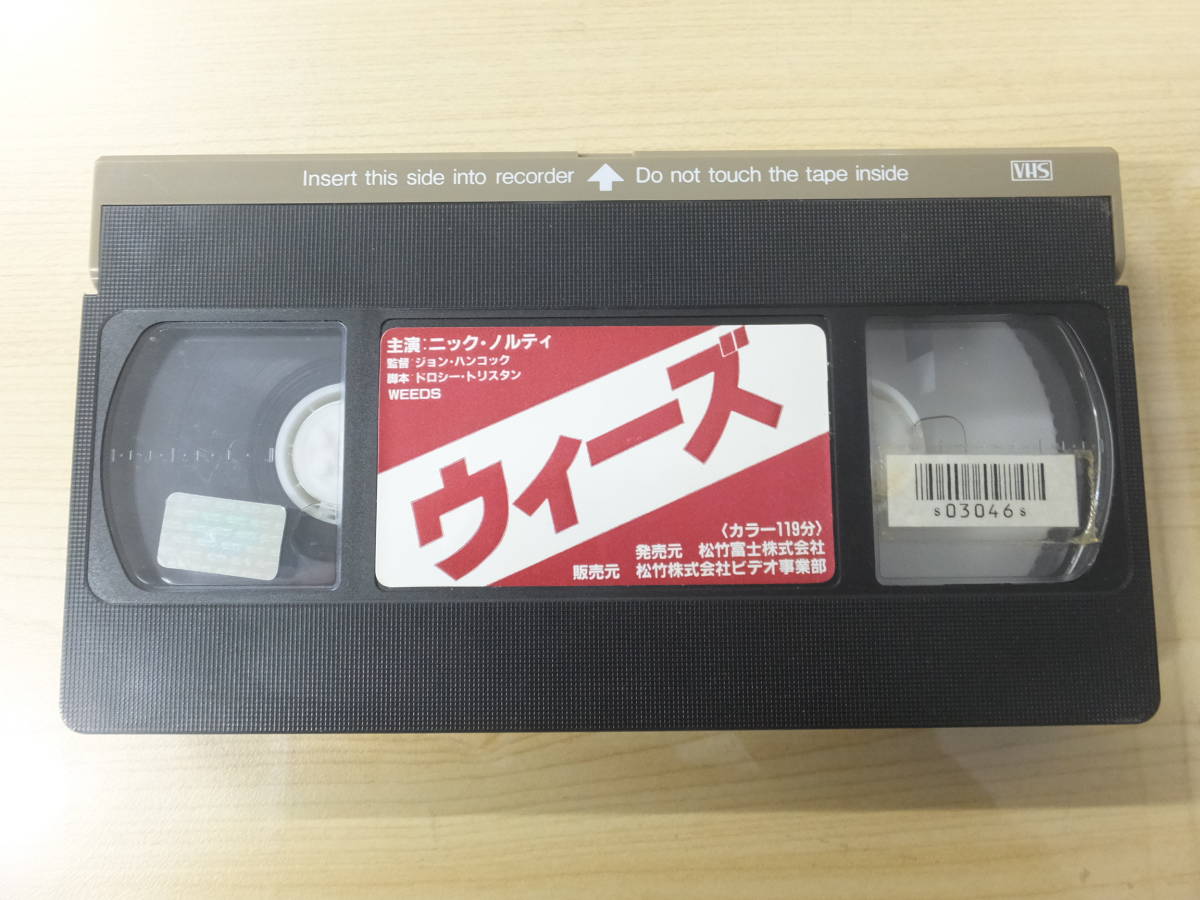 Insert this side into recorder Do not touch the tape inside
VHS
主演:ニック・ノルティ
監督:ジョン・ハンコック
脚本:ドロシー・トリスタン
WEEDS
ウィーズ
〈カラー119分〉
発売元 松竹富士株式会社
販売元 松竹株式会社ビデオ事業部
S 03046 S